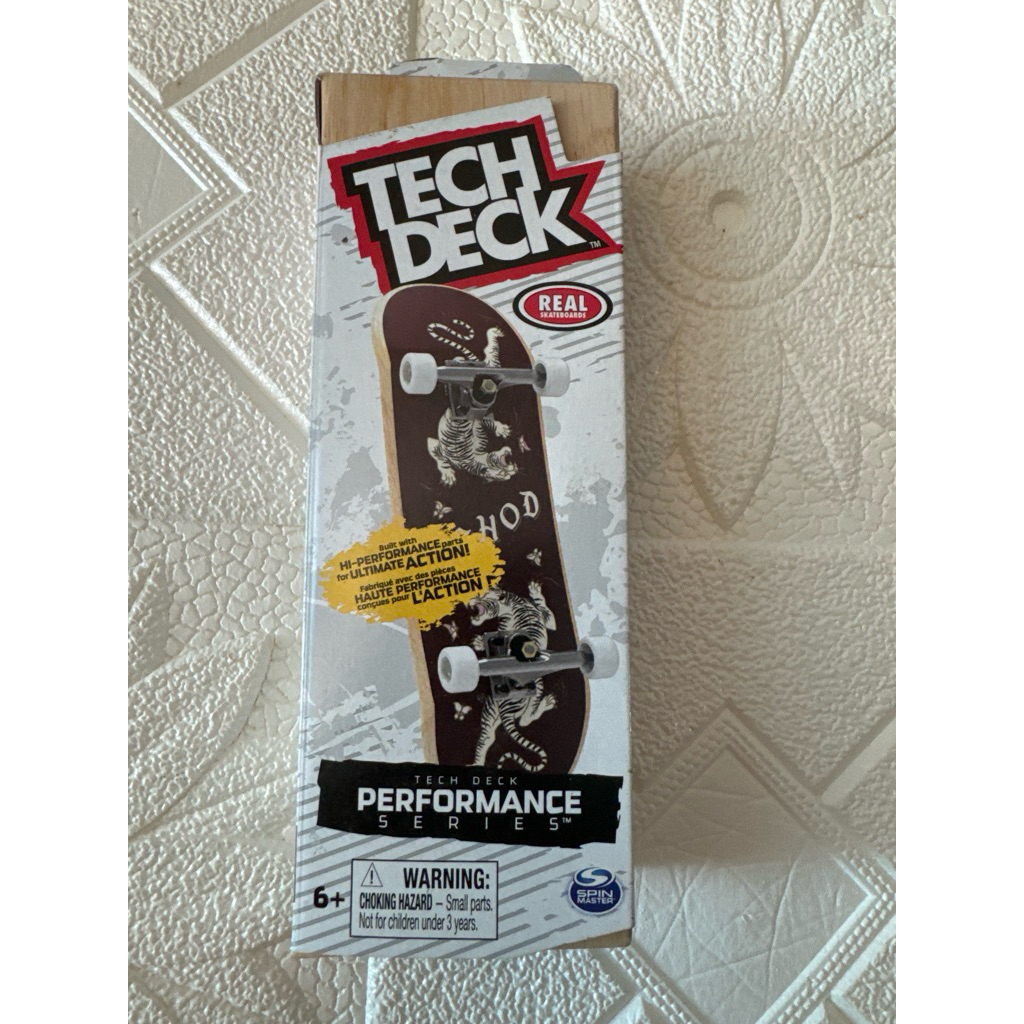 TECH
DECK™
REAL
SKATEBOARDS
HOD
Built with
HI-PERFORMANCE parts
for ULTIMATE ACTION!
Fabriqué avec des pièces
HAUTE PERFORMANCE
conçues pour L'ACTION
TECH DECK
PERFORMANCE
SERIES™
6+
WARNING:
CHOKING HAZARD – Small parts.
Not for children under 3 years.
SPIN
MASTER